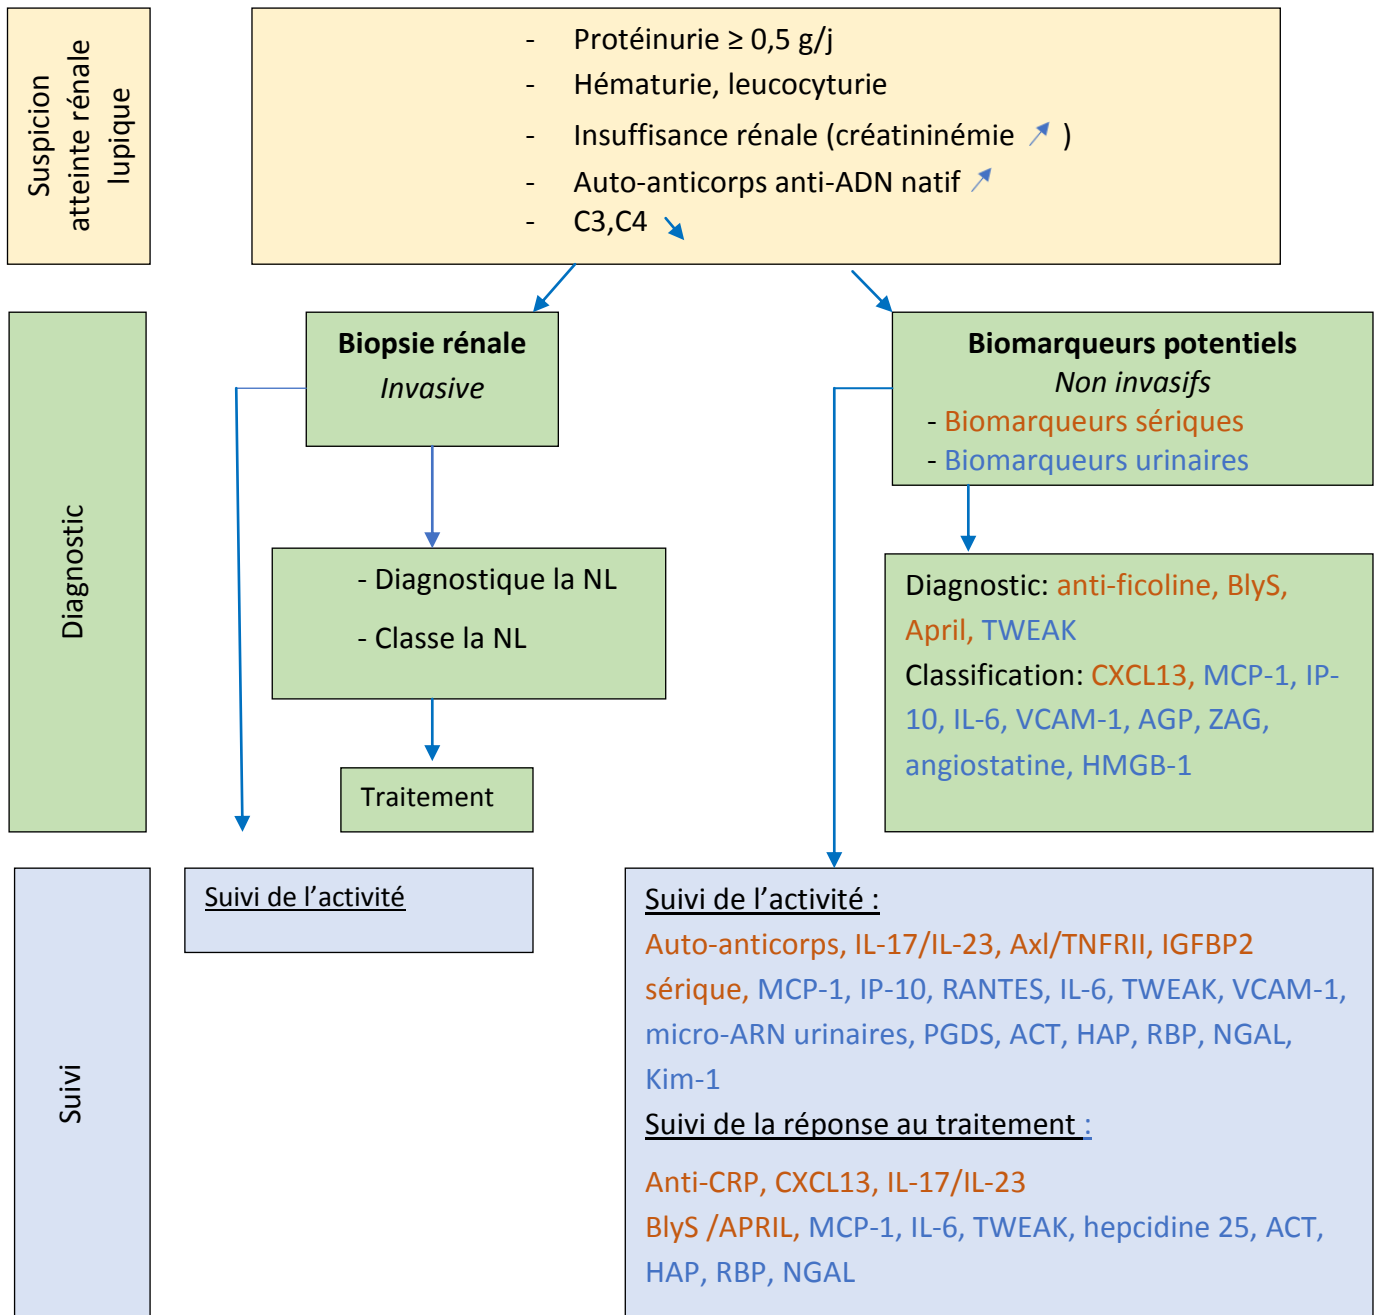 Suspicion
atteinte rénale
lupique
- Protéinurie ≥ 0,5 g/j
- Hématurie, leucocyturie
- Insuffisance rénale (créatininémie ↗ )
- Auto-anticorps anti-ADN natif ↗
- C3,C4 ↘
Diagnostic
Biopsie rénale
Invasive
- Diagnostique la NL
- Classe la NL
Traitement
Biomarqueurs potentiels
Non invasifs
- Biomarqueurs sériques
- Biomarqueurs urinaires
Diagnostic: anti-ficoline, BlyS,
April, TWEAK
Classification: CXCL13, MCP-1, IP-
10, IL-6, VCAM-1, AGP, ZAG,
angiostatine, HMGB-1
Suivi
Suivi de l’activité
Suivi de l’activité :
Auto-anticorps, IL-17/IL-23, Axl/TNFRII, IGFBP2
sérique, MCP-1, IP-10, RANTES, IL-6, TWEAK, VCAM-1,
micro-ARN urinaires, PGDS, ACT, HAP, RBP, NGAL,
Kim-1
Suivi de la réponse au traitement :
Anti-CRP, CXCL13, IL-17/IL-23
BlyS /APRIL, MCP-1, IL-6, TWEAK, hepcidine 25, ACT,
HAP, RBP, NGAL